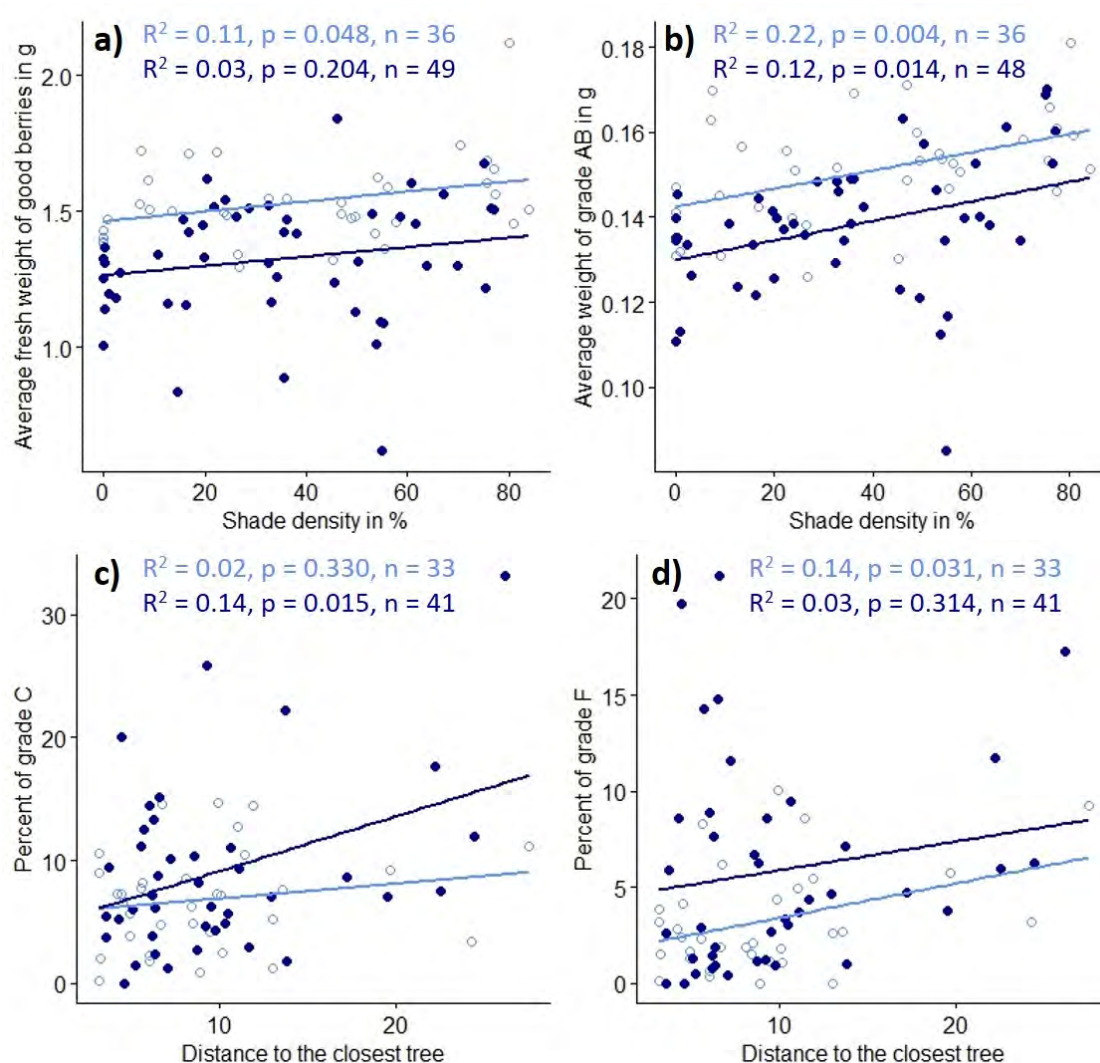 a)
R² = 0.11, p = 0.048, n = 36
R² = 0.03, p = 0.204, n = 49
Average fresh weight of good berries in g
2.0
1.5
1.0
0 20 40 60 80
Shade density in %
b)
R² = 0.22, p = 0.004, n = 36
R² = 0.12, p = 0.014, n = 48
Average weight of grade AB in g
0.18
0.16
0.14
0.12
0.10
0 20 40 60 80
Shade density in %
c)
R² = 0.02, p = 0.330, n = 33
R² = 0.14, p = 0.015, n = 41
Percent of grade C
30
20
10
0
10 20
Distance to the closest tree
d)
R² = 0.14, p = 0.031, n = 33
R² = 0.03, p = 0.314, n = 41
Percent of grade F
20
15
10
5
0
10 20
Distance to the closest tree